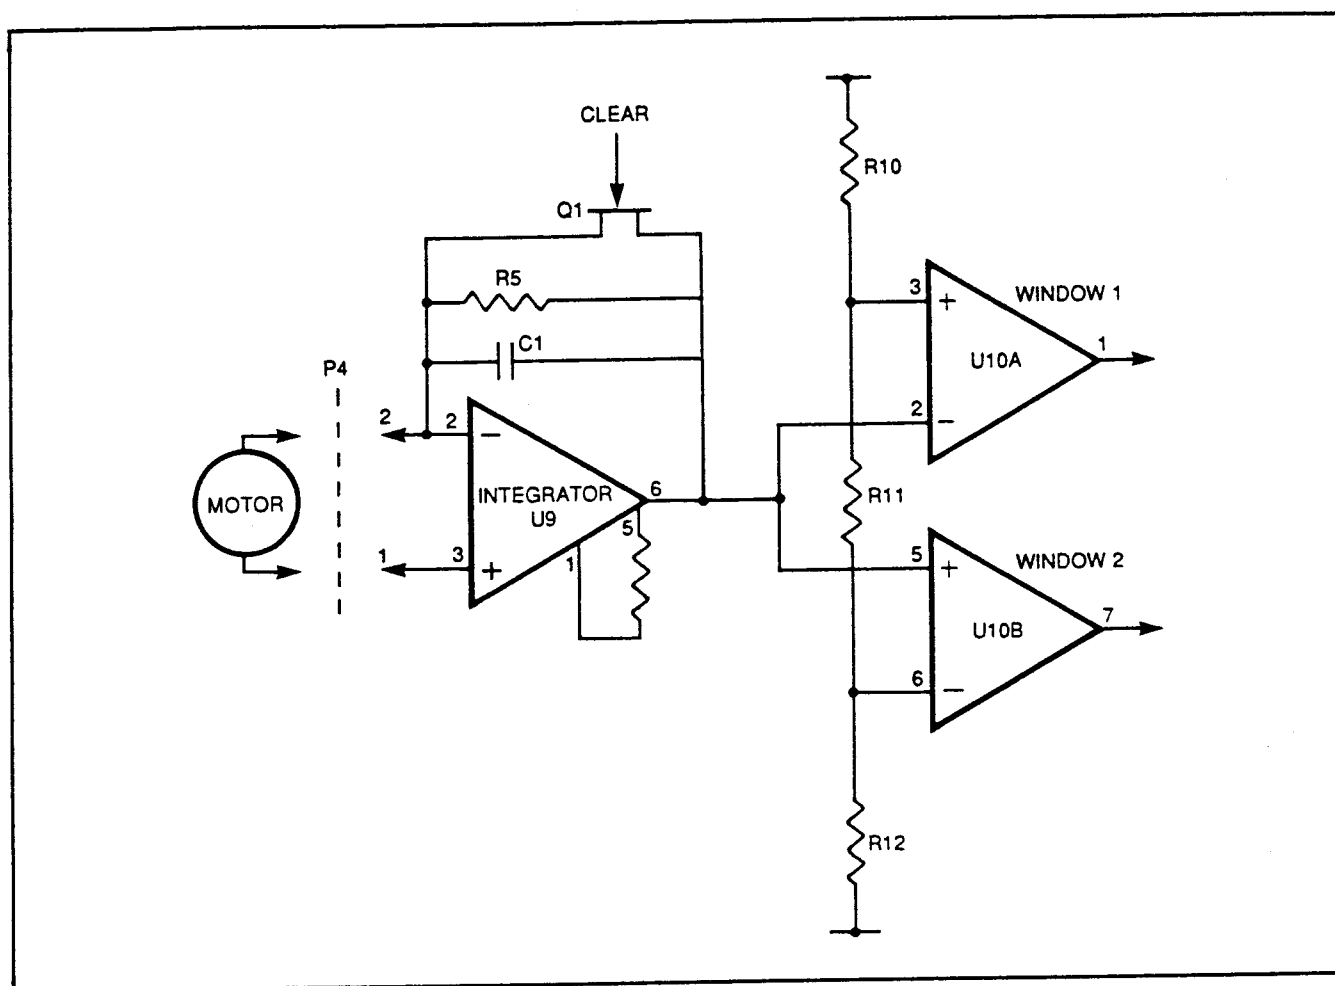 CLEAR
Q1
R10
R5
C1
3
+
WINDOW 1
U10A
1
2
−
P4
2
2
−
MOTOR
INTEGRATOR
U9
6
5
1
1
3
+
R11
5
+
WINDOW 2
U10B
7
6
−
R12